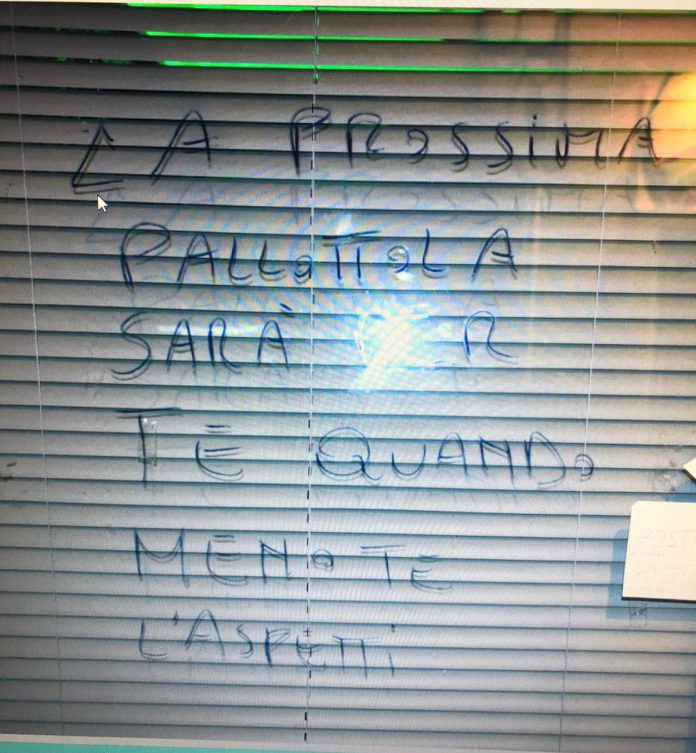 LA PROSSIMA
PALLOTTOLA
SARÀ
TE QUANDO
MENO TE
L'ASPETTI